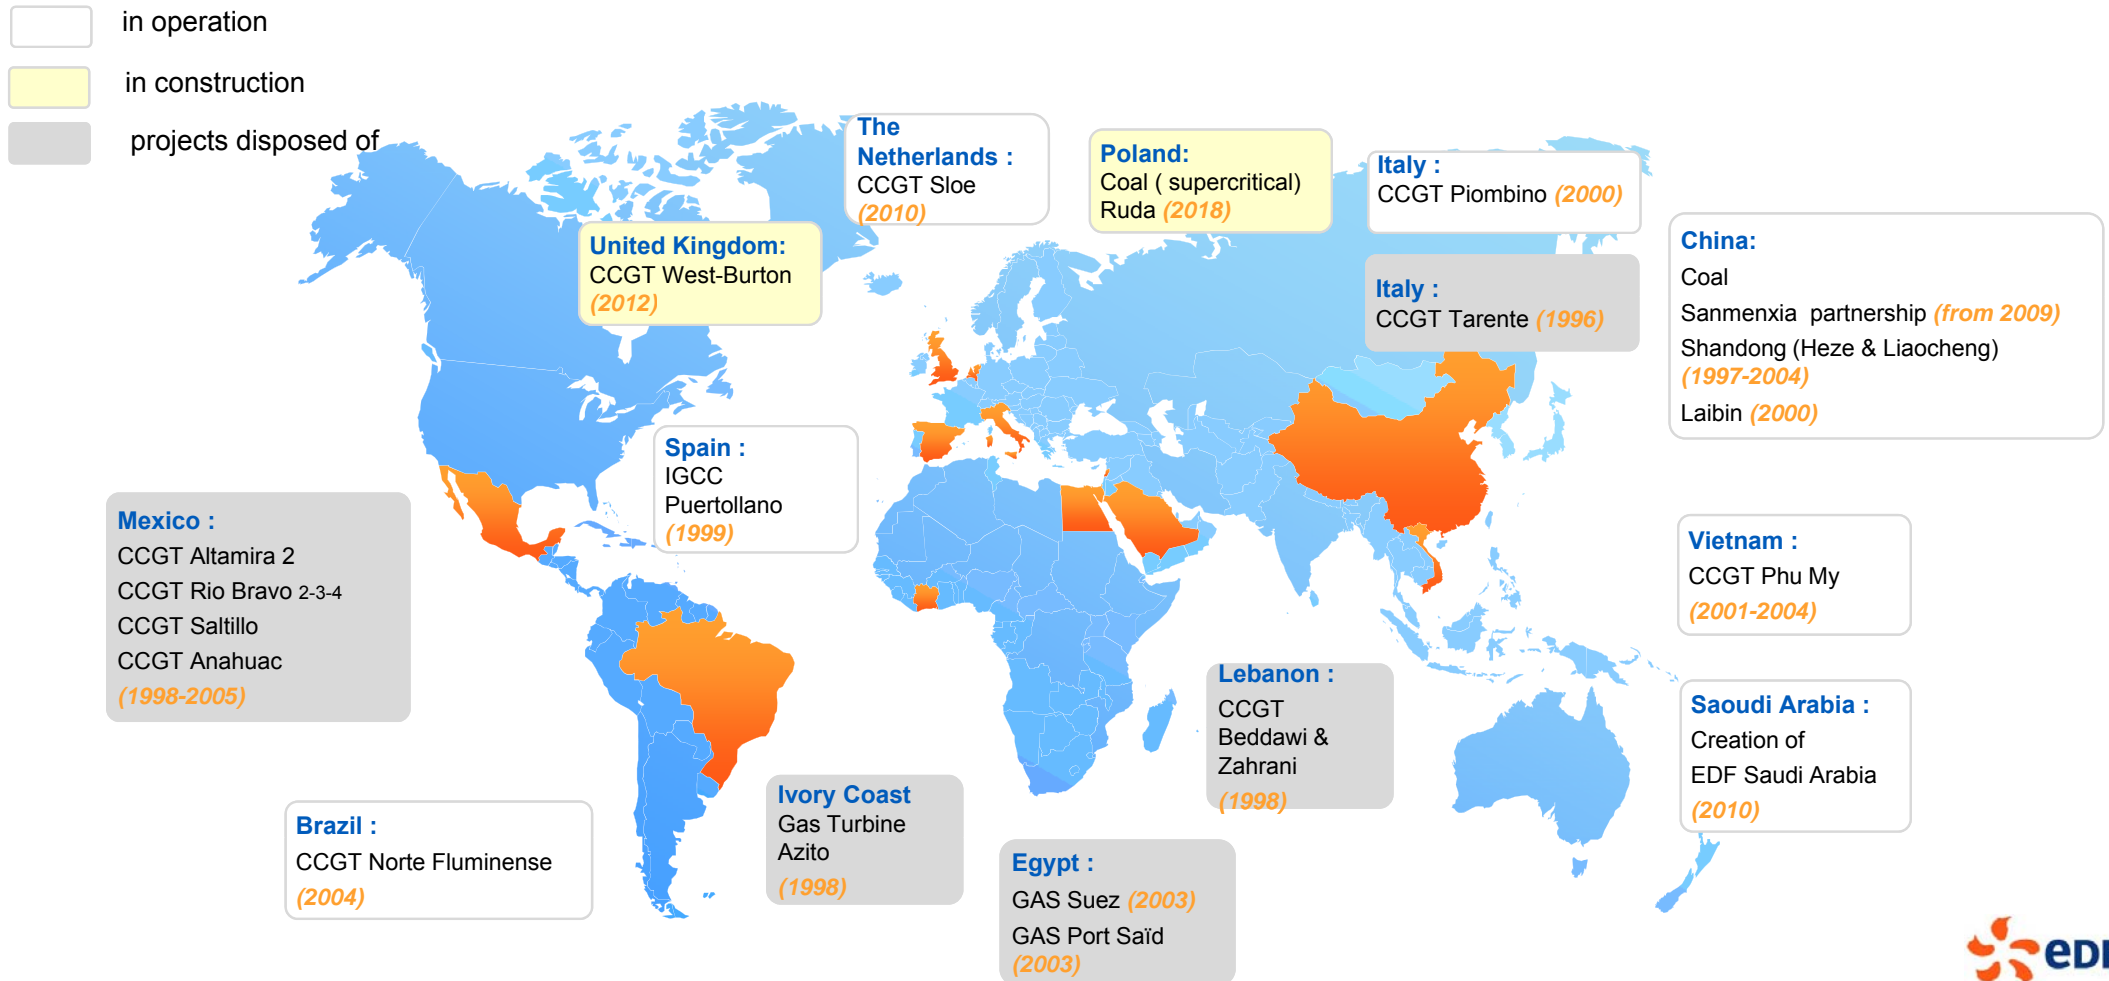 in operation
in construction
projects disposed of
The
Netherlands :
CCGT Sloe
(2010)
Poland:
Coal ( supercritical)
Ruda (2018)
Italy :
CCGT Piombino (2000)
United Kingdom:
CCGT West-Burton
(2012)
Italy :
CCGT Tarente (1996)
China:
Coal
Sanmenxia partnership (from 2009)
Shandong (Heze & Liaocheng)
(1997-2004)
Laibin (2000)
Spain :
IGCC
Puertollano
(1999)
Mexico :
CCGT Altamira 2
CCGT Rio Bravo 2-3-4
CCGT Saltillo
CCGT Anahuac
(1998-2005)
Vietnam :
CCGT Phu My
(2001-2004)
Lebanon :
CCGT
Beddawi &
Zahrani
(1998)
Saoudi Arabia :
Creation of
EDF Saudi Arabia
(2010)
Brazil :
CCGT Norte Fluminense
(2004)
Ivory Coast
Gas Turbine
Azito
(1998)
Egypt :
GAS Suez (2003)
GAS Port Saïd
(2003)
eDF